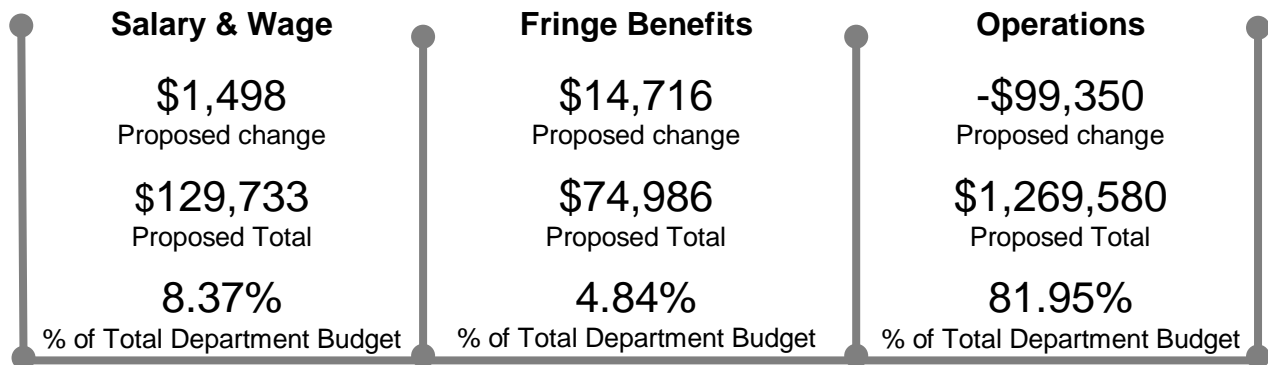 Salary & Wage
$1,498
Proposed change
$129,733
Proposed Total
8.37%
% of Total Department Budget
Fringe Benefits
$14,716
Proposed change
$74,986
Proposed Total
4.84%
% of Total Department Budget
Operations
-$99,350
Proposed change
$1,269,580
Proposed Total
81.95%
% of Total Department Budget